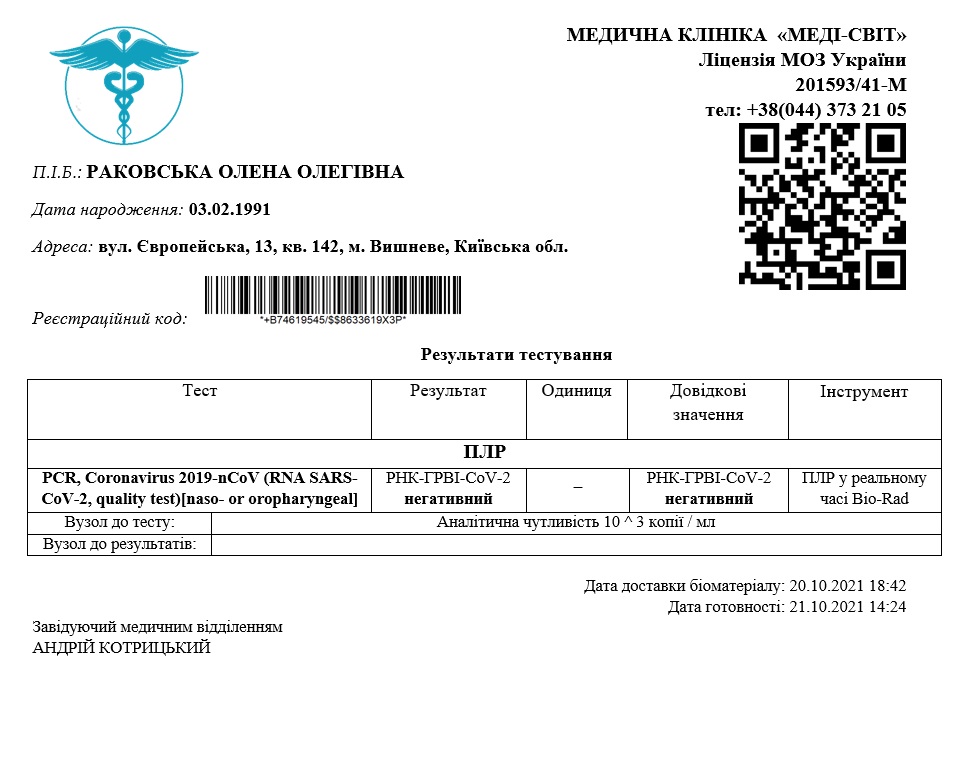 МЕДИЧНА КЛІНІКА «МЕДІ-СВІТ»
Ліцензія МОЗ України
201593/41-М
тел: +38(044) 373 21 05
П.І.Б.: РАКОВСЬКА ОЛЕНА ОЛЕГІВНА
Дата народження: 03.02.1991
Адреса: вул. Європейська, 13, кв. 142, м. Вишневе, Київська обл.
Реєстраційний код:
*+B74619545/$$8633619X3P*
Результати тестування
Тест Результат Одиниця Довідкові значення Інструмент
ПЛР
PCR, Coronavirus 2019-nCoV (RNA SARS-
CoV-2, quality test)[naso- or oropharyngeal]
РНК-ГРВІ-CoV-2
негативний
–
РНК-ГРВІ-CoV-2
негативний
ПЛР у реальному
часі Bio-Rad
Вузол до тесту: Аналітична чутливість 10 ^ 3 копії / мл
Вузол до результатів:
Дата доставки біоматеріалу: 20.10.2021 18:42
Дата готовності: 21.10.2021 14:24
Завідуючий медичним відділенням
АНДРІЙ КОТРИЦЬКИЙ